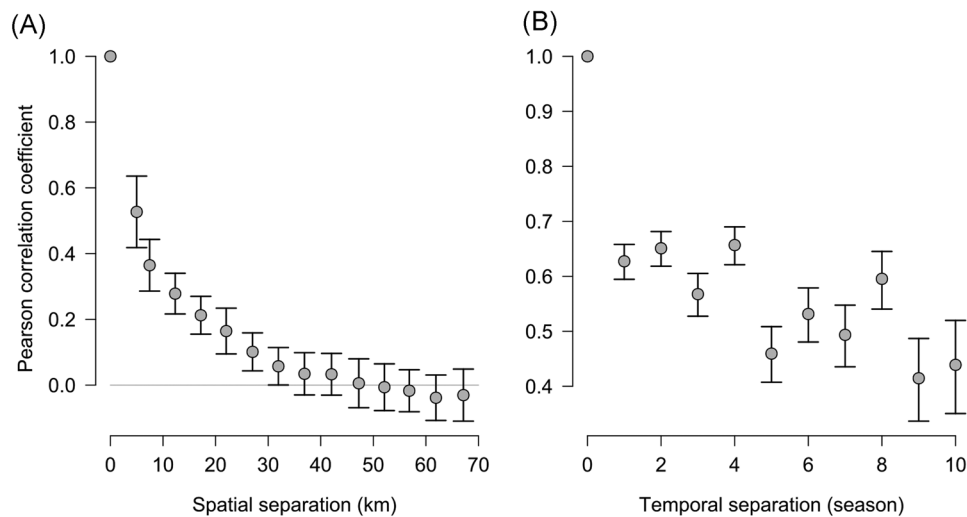 (A)
Pearson correlation coefficient
1.0
0.8
0.6
0.4
0.2
0.0
0 10 20 30 40 50 60 70
Spatial separation (km)
(B)
1.0
0.9
0.8
0.7
0.6
0.5
0.4
0 2 4 6 8 10
Temporal separation (season)